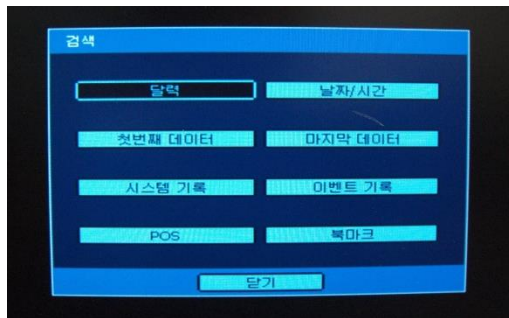 검색
달력 날짜/시간
첫번째 데이터 마지막 데이터
시스템 기록 이벤트 기록
POS 북마크
닫기